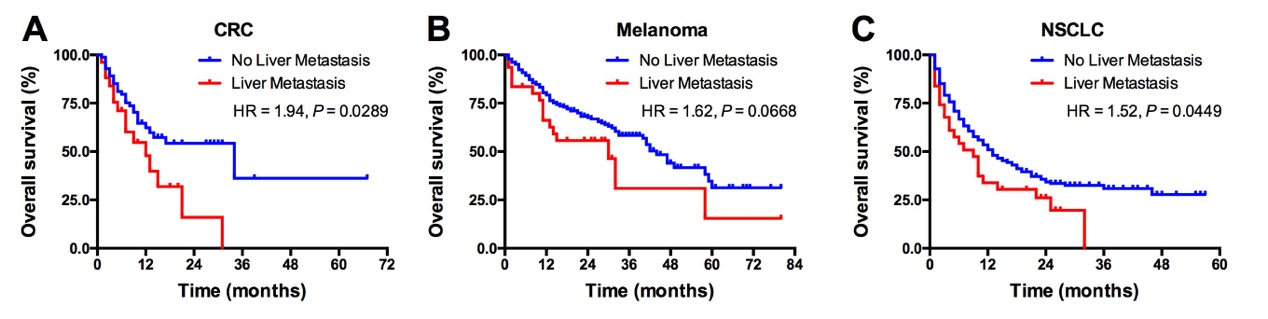 A
CRC
Overall survival (%)
100.0
75.0
50.0
25.0
0.0
No Liver Metastasis
Liver Metastasis
HR = 1.94, P = 0.0289
0 12 24 36 48 60 72
Time (months)
B
Melanoma
Overall survival (%)
100.0
75.0
50.0
25.0
0.0
No Liver Metastasis
Liver Metastasis
HR = 1.62, P = 0.0668
0 12 24 36 48 60 72 84
Time (months)
C
NSCLC
Overall survival (%)
100.0
75.0
50.0
25.0
0.0
No Liver Metastasis
Liver Metastasis
HR = 1.52, P = 0.0449
0 12 24 36 48 60
Time (months)